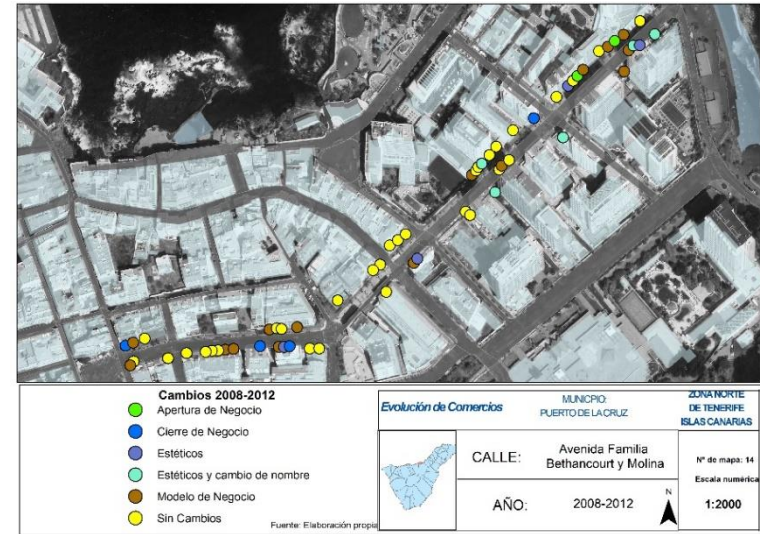 Cambios 2008-2012
Apertura de Negocio
Cierre de Negocio
Estéticos
Estéticos y cambio de nombre
Modelo de Negocio
Sin Cambios
Fuente: Elaboración propia
Evolución de Comercios
MUNICPIO:
PUERTO DE LA CRUZ
ZONA NORTE
DE TENERIFE
ISLAS CANARIAS
CALLE:
Avenida Familia
Bethancourt y Molina
Nº de mapa: 14
Escala numérica
AÑO:
2008-2012
N
1:2000